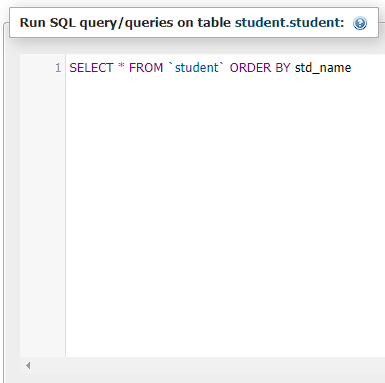 Run SQL query/queries on table student.student:
1 SELECT * FROM `student` ORDER BY std_name